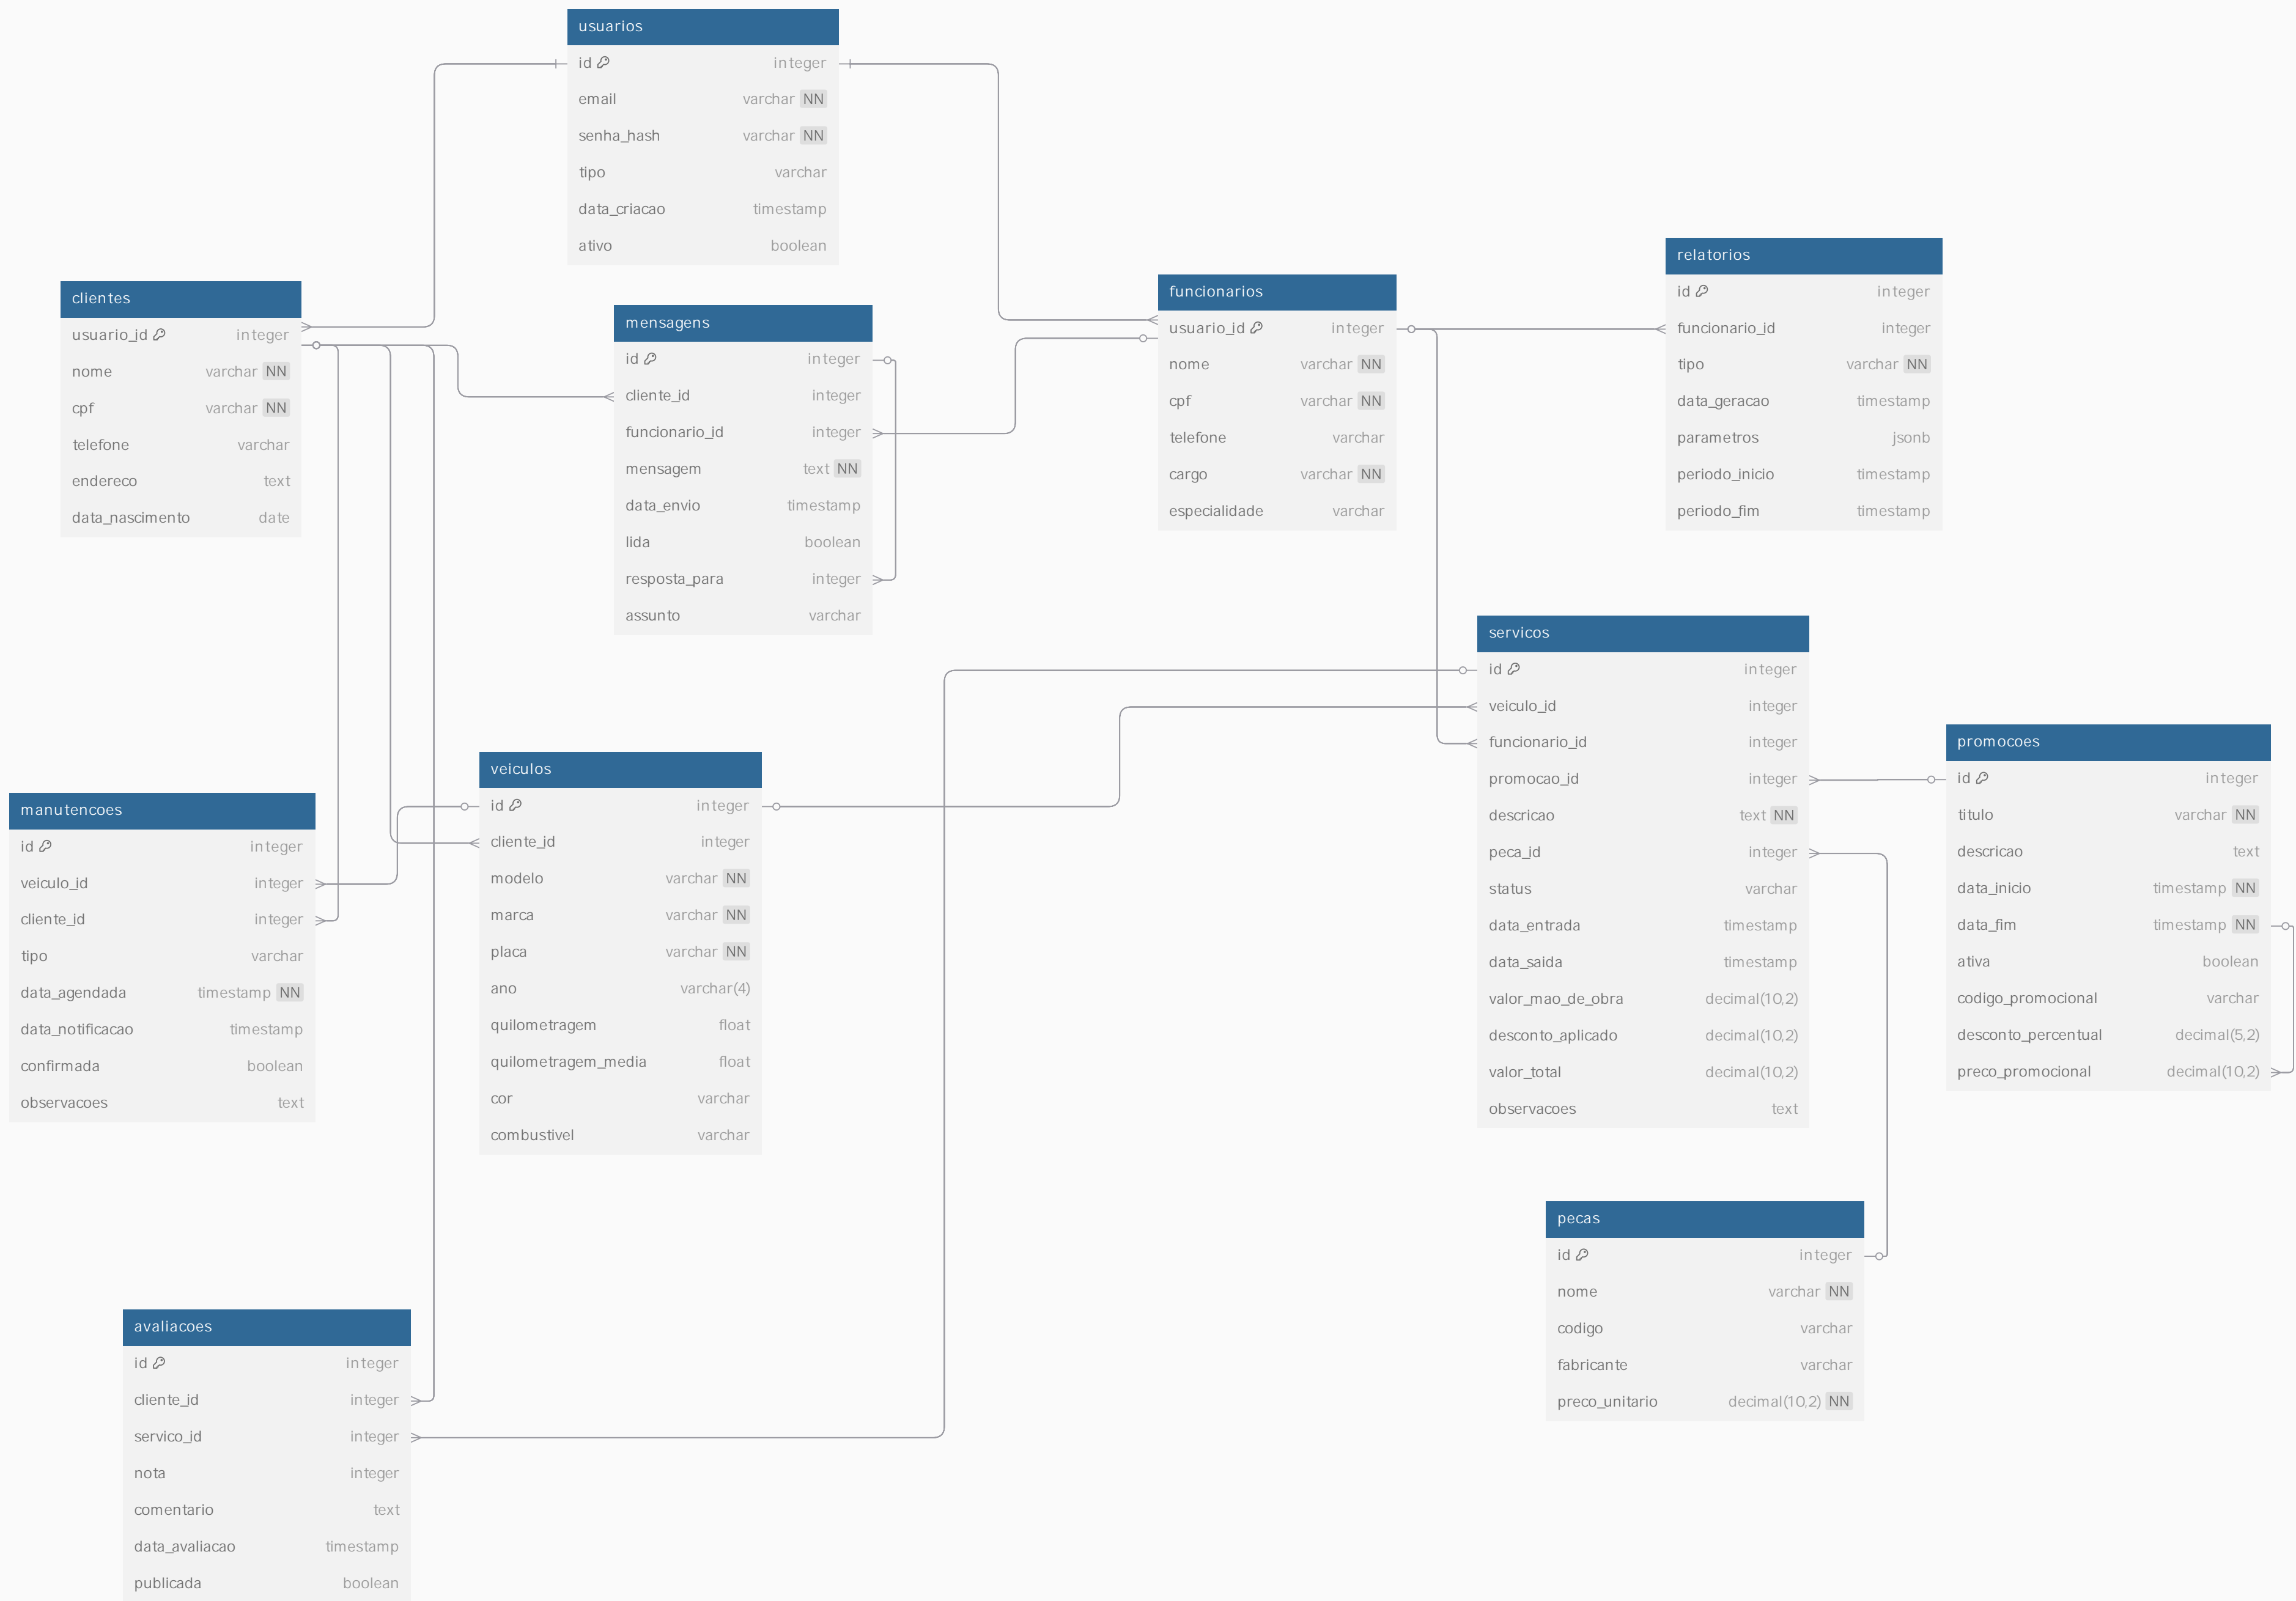 usuarios
id integer
email varchar NN
senha_hash varchar NN
tipo varchar
data_criacao timestamp
ativo boolean
clientes
usuario_id integer
nome varchar NN
cpf varchar NN
telefone varchar
endereco text
data_nascimento date
mensagens
id integer
cliente_id integer
funcionario_id integer
mensagem text NN
data_envio timestamp
lida boolean
resposta_para integer
assunto varchar
funcionarios
usuario_id integer
nome varchar NN
cpf varchar NN
telefone varchar
cargo varchar NN
especialidade varchar
relatorios
id integer
funcionario_id integer
tipo varchar NN
data_geracao timestamp
parametros jsonb
periodo_inicio timestamp
periodo_fim timestamp
servicos
id integer
veiculo_id integer
funcionario_id integer
promocao_id integer
descricao text NN
peca_id integer
status varchar
data_entrada timestamp
data_saida timestamp
valor_mao_de_obra decimal(10,2)
desconto_aplicado decimal(10,2)
valor_total decimal(10,2)
observacoes text
promocoes
id integer
titulo varchar NN
descricao text
data_inicio timestamp NN
data_fim timestamp NN
ativa boolean
codigo_promocional varchar
desconto_percentual decimal(5,2)
preco_promocional decimal(10,2)
veiculos
id integer
cliente_id integer
modelo varchar NN
marca varchar NN
placa varchar NN
ano varchar(4)
quilometragem float
quilometragem_media float
cor varchar
combustivel varchar
manutencoes
id integer
veiculo_id integer
cliente_id integer
tipo varchar
data_agendada timestamp NN
data_notificacao timestamp
confirmada boolean
observacoes text
pecas
id integer
nome varchar NN
codigo varchar
fabricante varchar
preco_unitario decimal(10,2) NN
avaliacoes
id integer
cliente_id integer
servico_id integer
nota integer
comentario text
data_avaliacao timestamp
publicada boolean